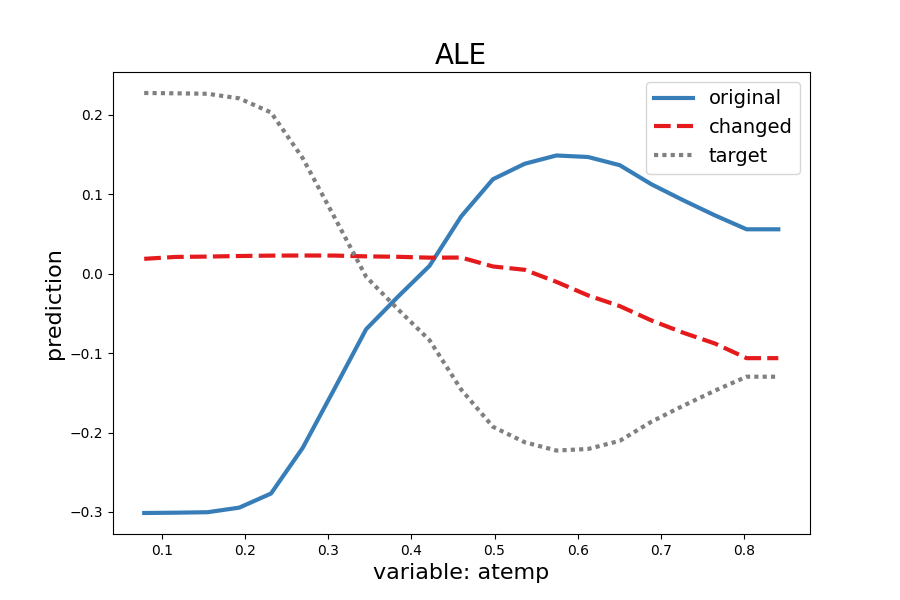 ALE
original
changed
target
prediction
0.2
0.1
0.0
−0.1
−0.2
−0.3
0.1 0.2 0.3 0.4 0.5 0.6 0.7 0.8
variable: atemp